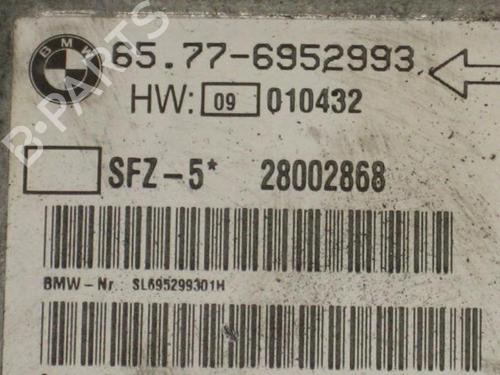 BMW 65.77-6952993
HW: 09 010432
SFZ-5* 28002868
BMW-Nr.: SL695299301H
B-PARTS